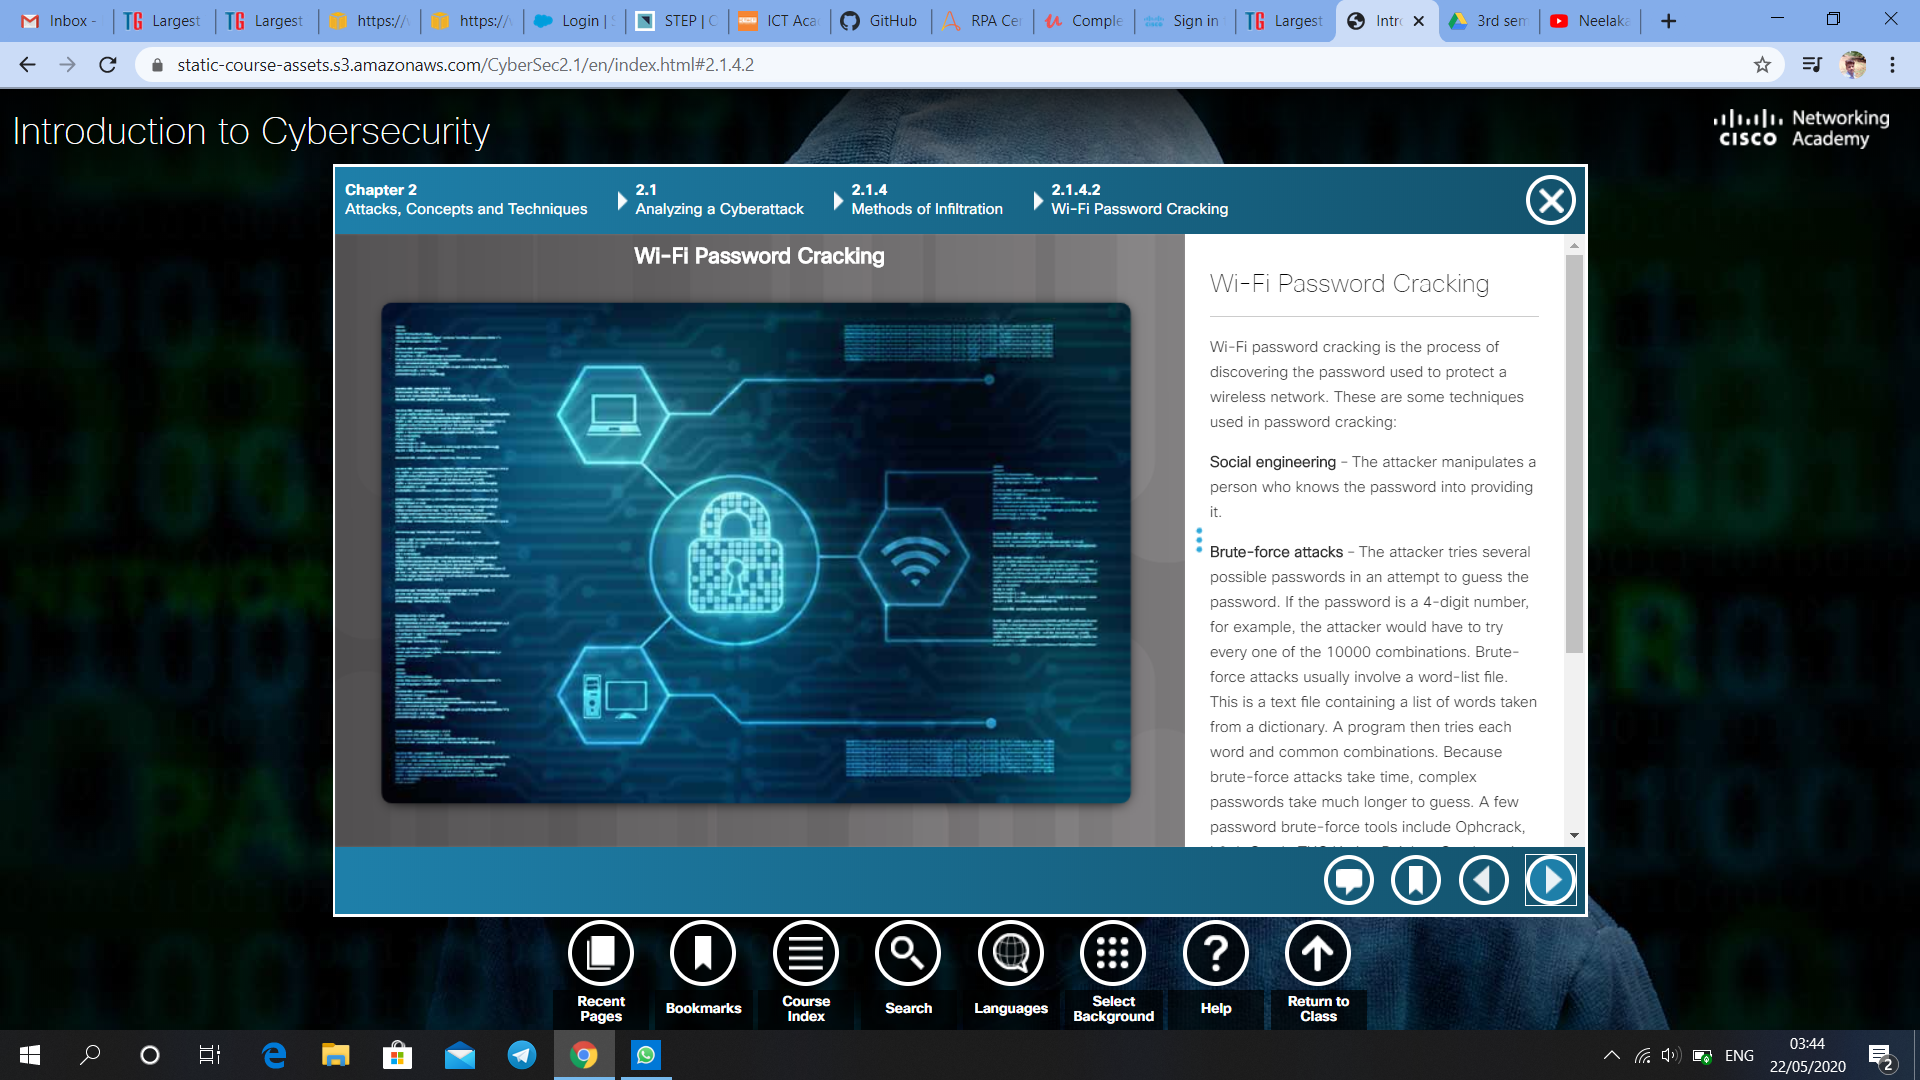 Inbox -
Largest
Largest
https://
https://
Login |
STEP | C
ICT Aca
GitHub
RPA Cer
Comple
Sign in
Largest
Intr
3rd sem
Neelaka
static-course-assets.s3.amazonaws.com/CyberSec2.1/en/index.html#2.1.4.2
Introduction to Cybersecurity
CISCO
Networking
Academy
Chapter 2
Attacks, Concepts and Techniques
2.1
Analyzing a Cyberattack
2.1.4
Methods of Infiltration
2.1.4.2
Wi-Fi Password Cracking
Wi-Fi Password Cracking
Wi-Fi Password Cracking
Wi-Fi password cracking is the process of
discovering the password used to protect a
wireless network. These are some techniques
used in password cracking:
Social engineering – The attacker manipulates a
person who knows the password into providing
it.
Brute-force attacks – The attacker tries several
possible passwords in an attempt to guess the
password. If the password is a 4-digit number,
for example, the attacker would have to try
every one of the 10000 combinations. Brute-
force attacks usually involve a word-list file.
This is a text file containing a list of words taken
from a dictionary. A program then tries each
word and common combinations. Because
brute-force attacks take time, complex
passwords take much longer to guess. A few
password brute-force tools include Ophcrack,
Recent
Pages
Bookmarks
Course
Index
Search
Languages
Select
Background
Help
Return to
Class
ENG
03:44
22/05/2020
2